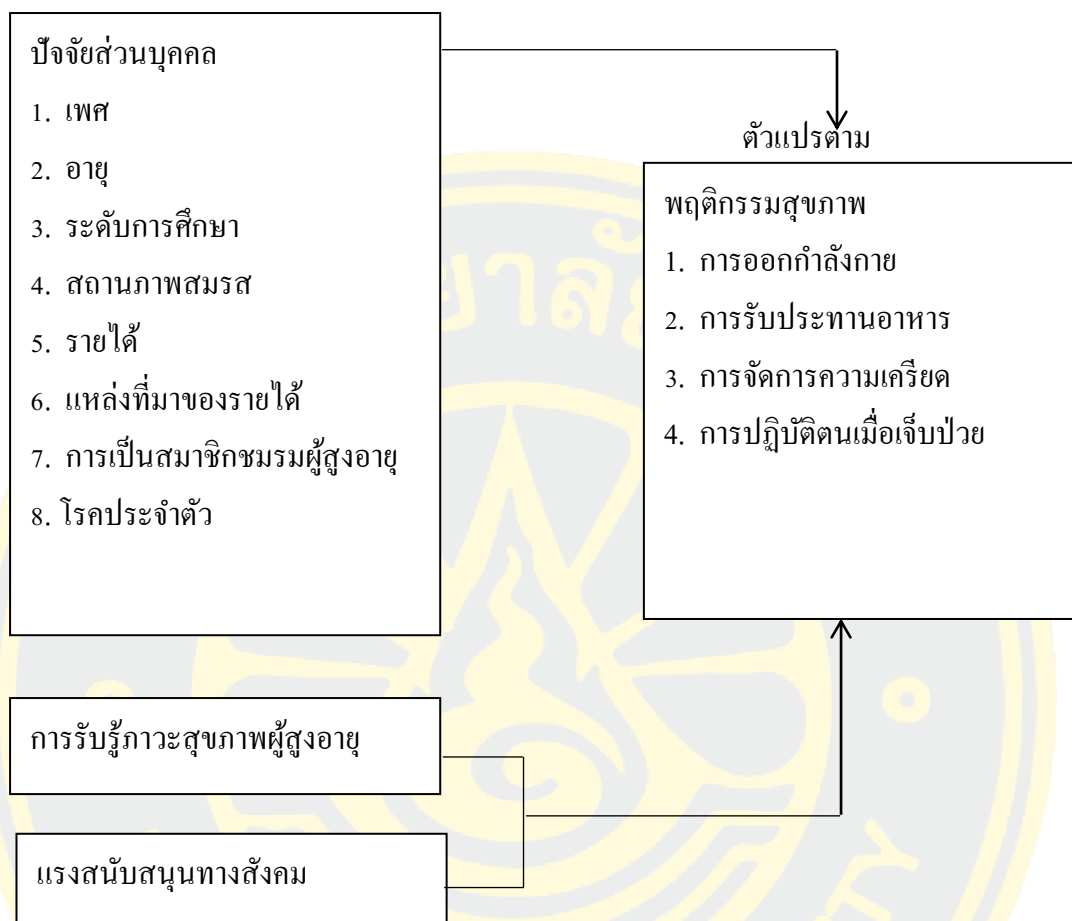 ปัจจัยส่วนบุคคล
1. เพศ
2. อายุ
3. ระดับการศึกษา
4. สถานภาพสมรส
5. รายได้
6. แหล่งที่มาของรายได้
7. การเป็นสมาชิกชมรมผู้สูงอายุ
8. โรคประจำตัว
ตัวแปรตาม
พฤติกรรมสุขภาพ
1. การออกกำลังกาย
2. การรับประทานอาหาร
3. การจัดการความเครียด
4. การปฏิบัติตนเมื่อเจ็บป่วย
การรับรู้ภาวะสุขภาพผู้สูงอายุ
แรงสนับสนุนทางสังคม